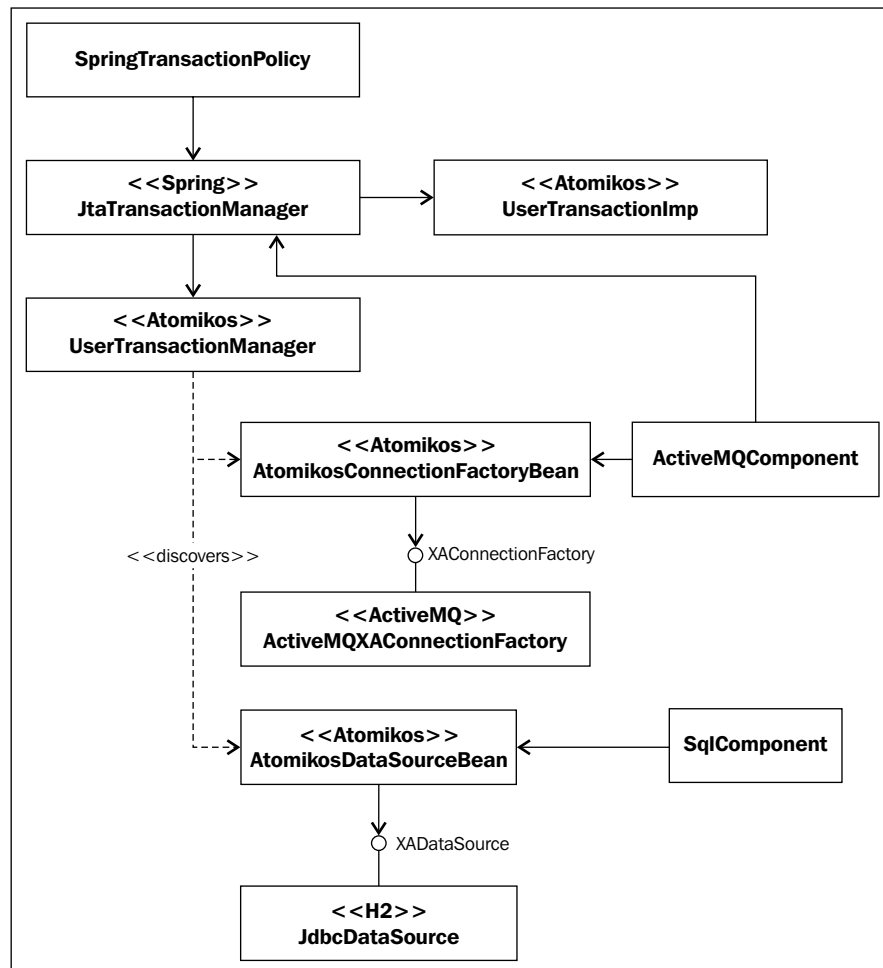 SpringTransactionPolicy
<<Spring>>
JtaTransactionManager
<<Atomikos>>
UserTransactionImp
<<Atomikos>>
UserTransactionManager
<<Atomikos>>
AtomikosConnectionFactoryBean
ActiveMQComponent
<<discovers>>
XAConnectionFactory
<<ActiveMQ>>
ActiveMQXAConnectionFactory
<<Atomikos>>
AtomikosDataSourceBean
SqlComponent
XADataSource
<<H2>>
JdbcDataSource